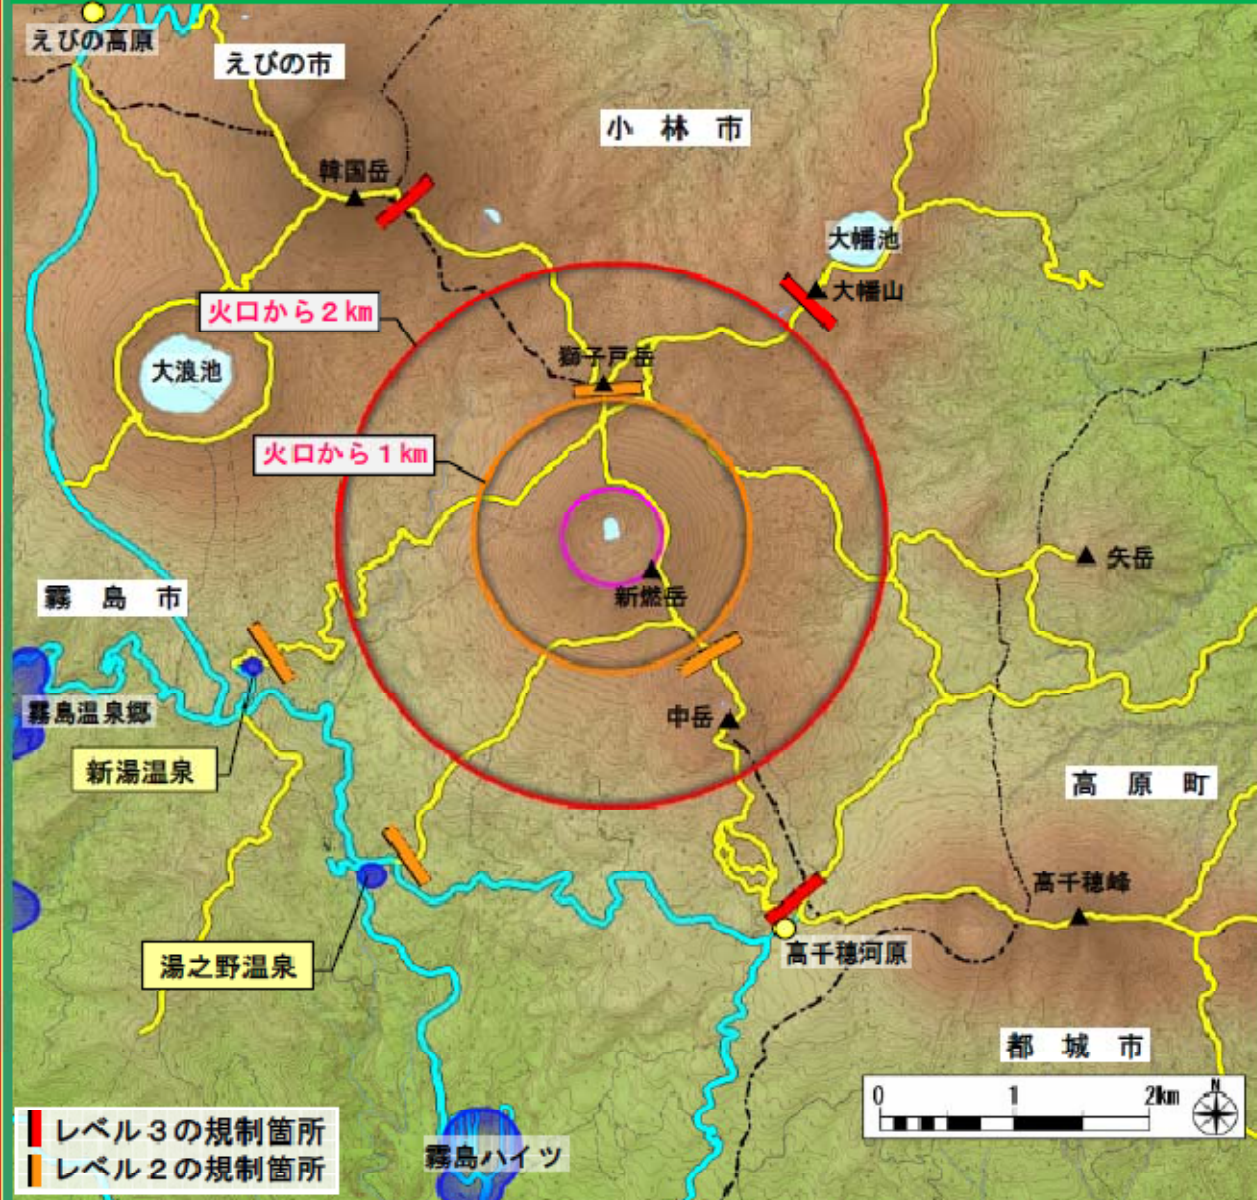 えびの高原
えびの市
小 林 市
韓国岳
大幡池
大幡山
火口から2km
獅子戸岳
大浪池
火口から1km
矢岳
霧 島 市
新燃岳
霧島温泉郷
中岳
新湯温泉
高 原 町
高千穂峰
湯之野温泉
高千穂河原
都 城 市
0 1 2km
N
レベル3の規制箇所
レベル2の規制箇所
霧島ハイツ